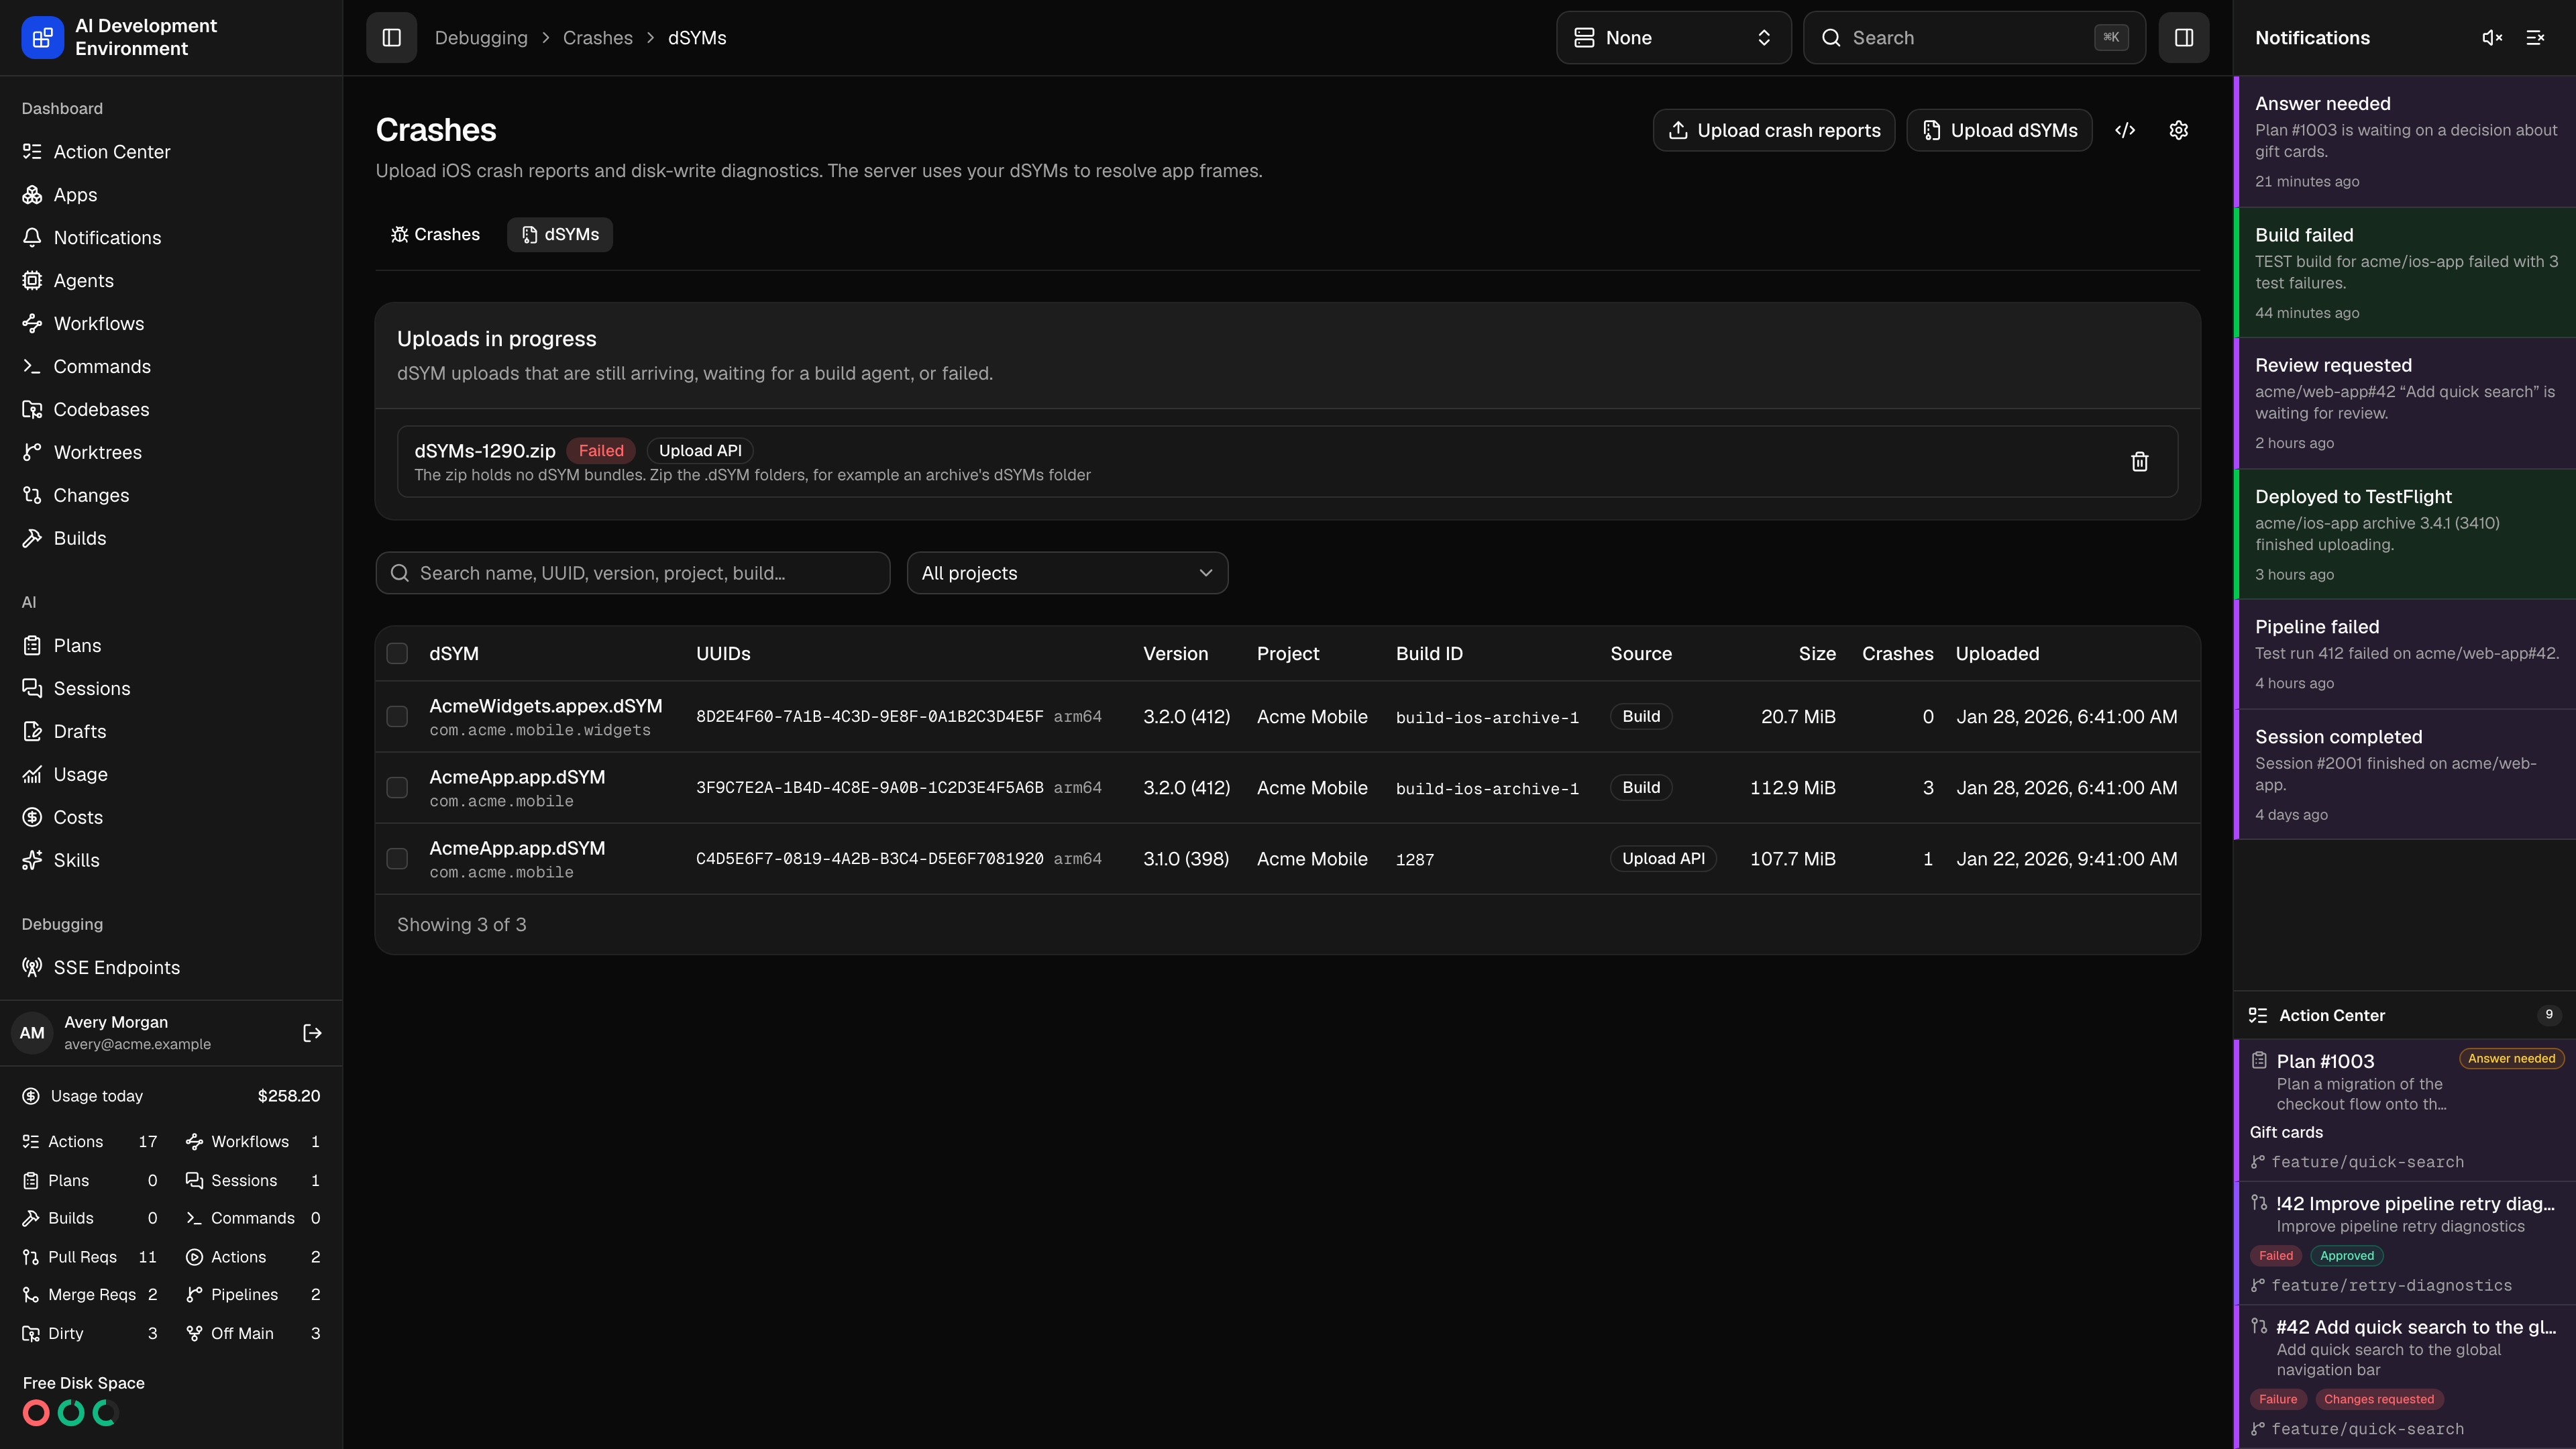 AI Development
Environment
Dashboard
Action Center
Apps
Notifications
Agents
Workflows
Commands
Codebases
Worktrees
Changes
Builds
AI
Plans
Sessions
Drafts
Usage
Costs
Skills
Debugging
SSE Endpoints
AM
Avery Morgan
avery@acme.example
Usage today $258.20
Actions 17 Workflows 1
Plans 0 Sessions 1
Builds 0 Commands 0
Pull Reqs 11 Actions 2
Merge Reqs 2 Pipelines 2
Dirty 3 Off Main 3
Free Disk Space
Debugging > Crashes > dSYMs
None
Search ⌘K
Crashes
Upload iOS crash reports and disk-write diagnostics. The server uses your dSYMs to resolve app frames.
Upload crash reports
Upload dSYMs
Crashes
dSYMs
Uploads in progress
dSYM uploads that are still arriving, waiting for a build agent, or failed.
dSYMs-1290.zip Failed Upload API
The zip holds no dSYM bundles. Zip the .dSYM folders, for example an archive's dSYMs folder
Search name, UUID, version, project, build...
All projects
dSYM UUIDs Version Project Build ID Source Size Crashes Uploaded
AcmeWidgets.appex.dSYM
com.acme.mobile.widgets
8D2E4F60-7A1B-4C3D-9E8F-0A1B2C3D4E5F arm64 3.2.0 (412) Acme Mobile build-ios-archive-1 Build 20.7 MiB 0 Jan 28, 2026, 6:41:00 AM
AcmeApp.app.dSYM
com.acme.mobile
3F9C7E2A-1B4D-4C8E-9A0B-1C2D3E4F5A6B arm64 3.2.0 (412) Acme Mobile build-ios-archive-1 Build 112.9 MiB 3 Jan 28, 2026, 6:41:00 AM
AcmeApp.app.dSYM
com.acme.mobile
C4D5E6F7-0819-4A2B-B3C4-D5E6F7081920 arm64 3.1.0 (398) Acme Mobile 1287 Upload API 107.7 MiB 1 Jan 22, 2026, 9:41:00 AM
Showing 3 of 3
Notifications
Answer needed
Plan #1003 is waiting on a decision about
gift cards.
21 minutes ago
Build failed
TEST build for acme/ios-app failed with 3
test failures.
44 minutes ago
Review requested
acme/web-app#42 “Add quick search” is
waiting for review.
2 hours ago
Deployed to TestFlight
acme/ios-app archive 3.4.1 (3410)
finished uploading.
3 hours ago
Pipeline failed
Test run 412 failed on acme/web-app#42.
4 hours ago
Session completed
Session #2001 finished on acme/web-
app.
4 days ago
Action Center 9
Plan #1003 Answer needed
Plan a migration of the
checkout flow onto th...
Gift cards
feature/quick-search
!42 Improve pipeline retry diag...
Improve pipeline retry diagnostics
Failed Approved
feature/retry-diagnostics
#42 Add quick search to the gl...
Add quick search to the global
navigation bar
Failure Changes requested
feature/quick-search